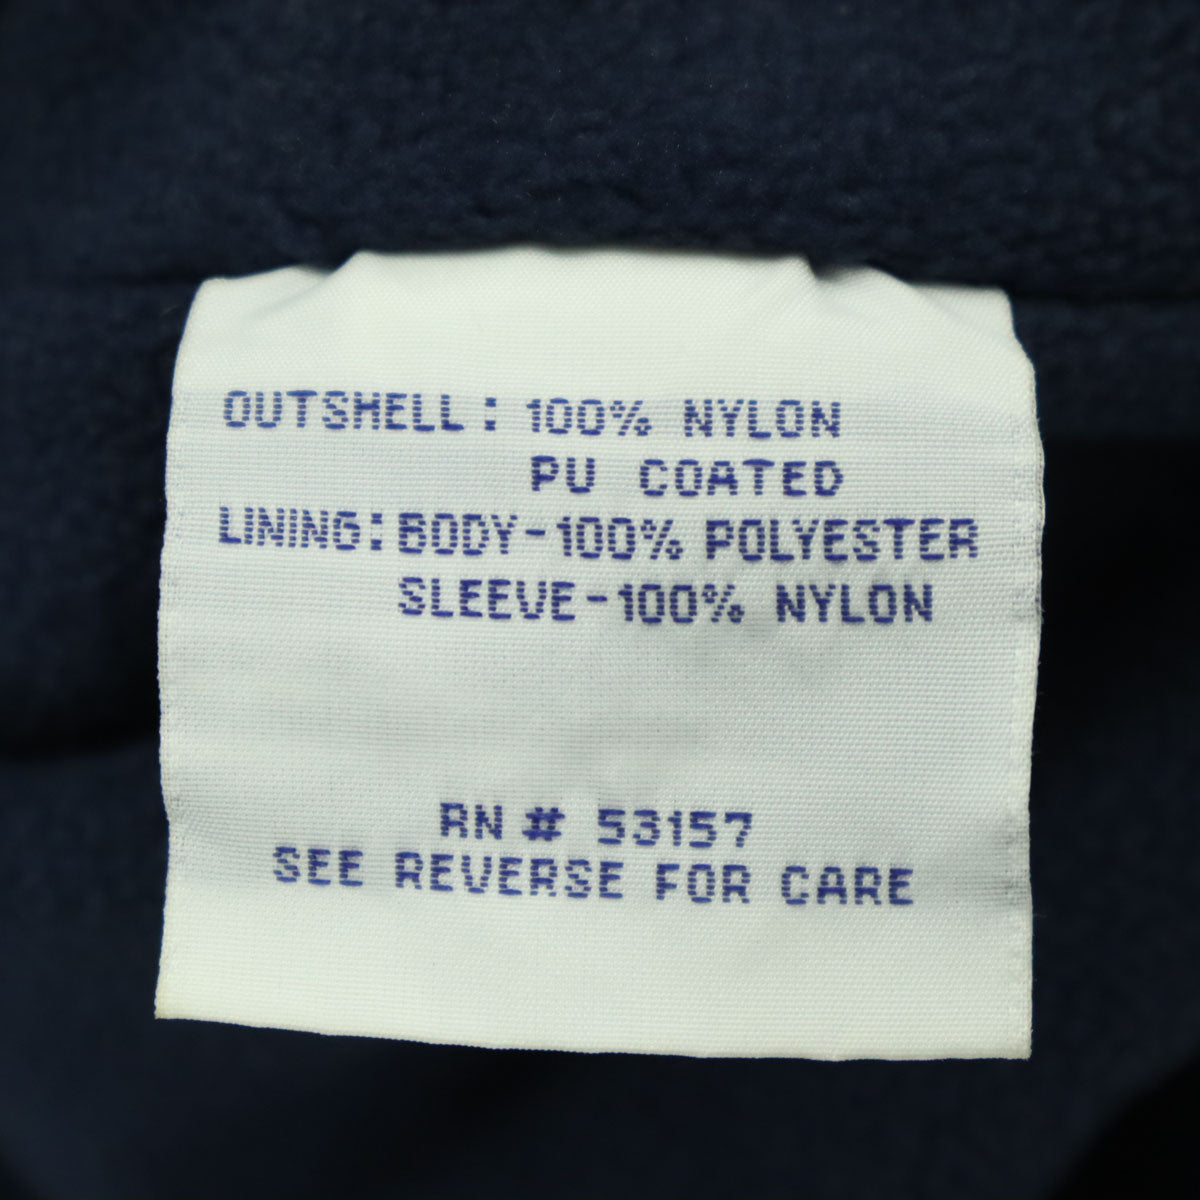 OUTSHELL: 100% NYLON
PU COATED
LINING: BODY-100% POLYESTER
SLEEVE-100% NYLON
RN # 53157
SEE REVERSE FOR CARE